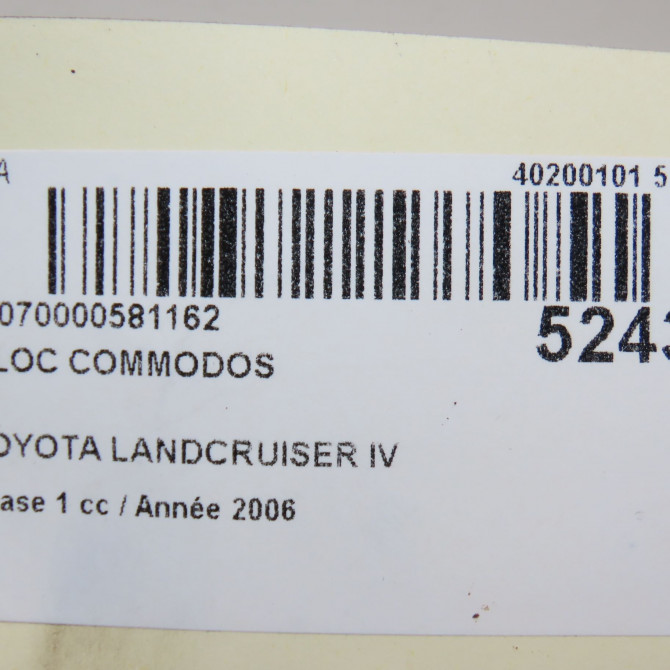 A 40200101 5
070000581162 5243
LOC COMMODOS
OYOTA LANDCRUISER IV
ase 1 cc / Année 2006